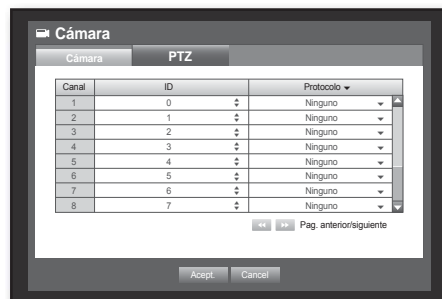 Cámara
Cámara PTZ
Canal ID Protocolo
1 0 Ninguno
2 1 Ninguno
3 2 Ninguno
4 3 Ninguno
5 4 Ninguno
6 5 Ninguno
7 6 Ninguno
8 7 Ninguno
Pag. anterior/siguiente
Acept. Cancel